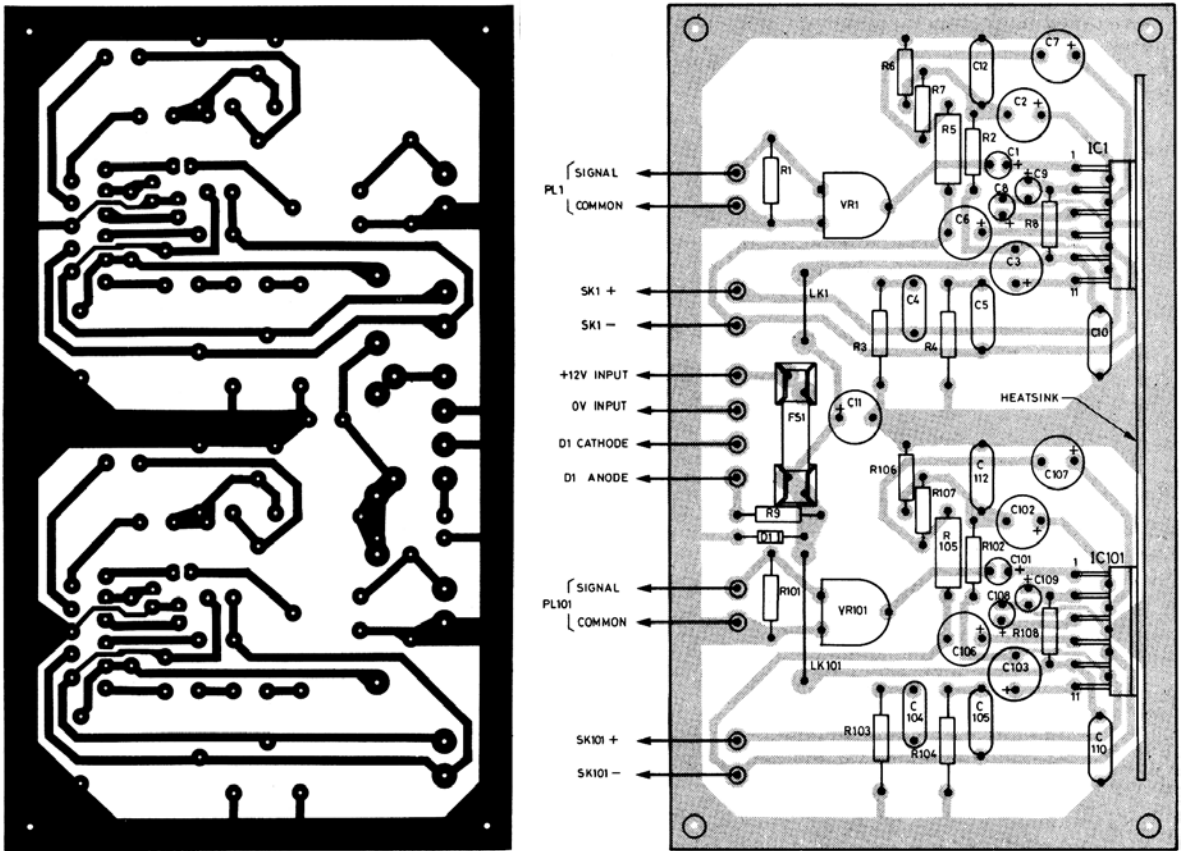 C7
R6
C12
R7
C2
R5
R2
IC1
C1
1
SIGNAL
R1
PL1
C9
C8
COMMON
VR1
C6
R8
C3
SK1 +
LK1
C4
C5
11
SK1 −
R3
R4
C10
+12V INPUT
HEATSINK
0V INPUT
FS1
C11
D1 CATHODE
R106
C 112
C107
D1 ANODE
R107
C102
R9
R 105
R102
D1
IC101
C101
1
SIGNAL
R101
C109
C108
PL101
COMMON
VR101
R108
C106
LK101
C103
11
C 104
C 105
R103
R104
C 110
SK101 +
SK101 −